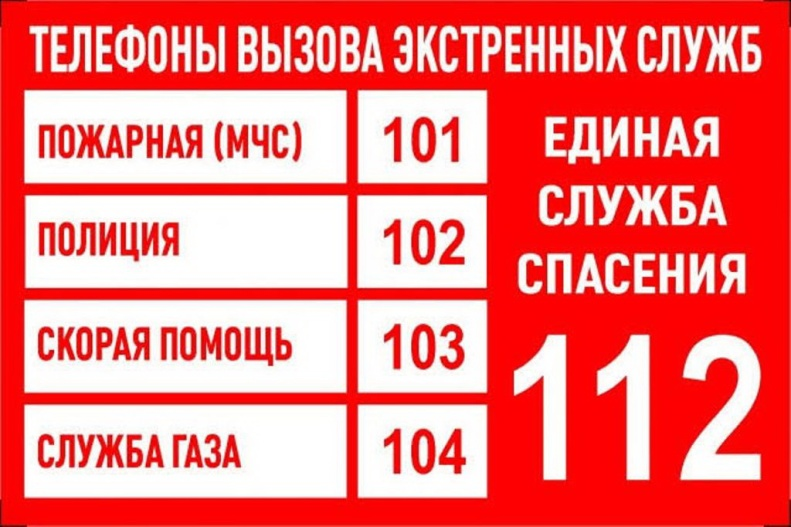 ТЕЛЕФОНЫ ВЫЗОВА ЭКСТРЕННЫХ СЛУЖБ
ПОЖАРНАЯ (МЧС) 101
ПОЛИЦИЯ 102
СКОРАЯ ПОМОЩЬ 103
СЛУЖБА ГАЗА 104
ЕДИНАЯ
СЛУЖБА
СПАСЕНИЯ
112